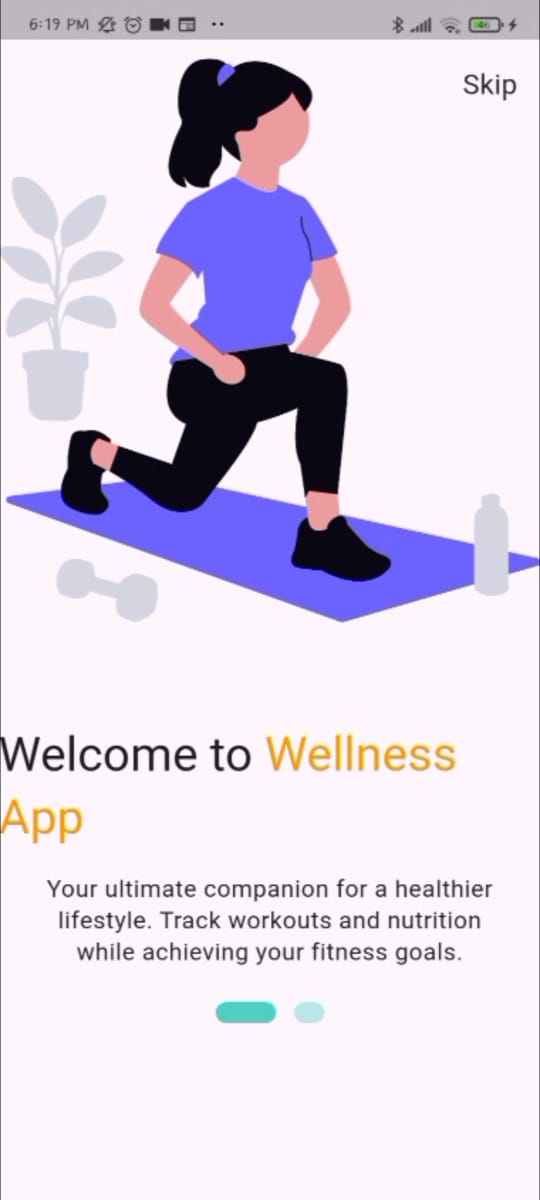 6:19 PM
46
Skip
Welcome to Wellness
App
Your ultimate companion for a healthier
lifestyle. Track workouts and nutrition
while achieving your fitness goals.